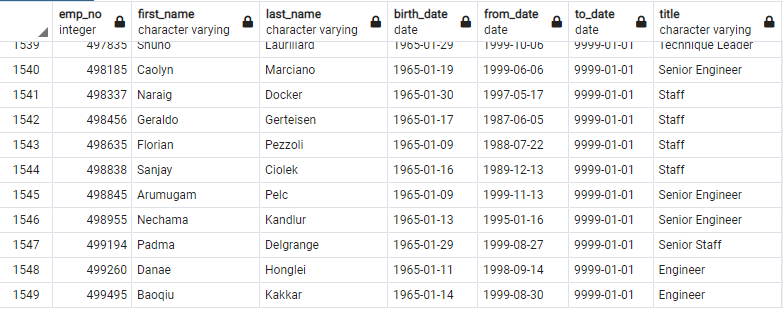 emp_no first_name last_name birth_date from_date to_date title
integer character varying character varying date date date character varying
1539 497835 Shuho Laurillard 1965-01-29 1999-10-06 9999-01-01 Technique Leader
1540 498185 Caolyn Marciano 1965-01-19 1999-06-06 9999-01-01 Senior Engineer
1541 498337 Naraig Docker 1965-01-30 1997-05-17 9999-01-01 Staff
1542 498456 Geraldo Gerteisen 1965-01-17 1987-06-05 9999-01-01 Staff
1543 498635 Florian Pezzoli 1965-01-09 1988-07-22 9999-01-01 Staff
1544 498838 Sanjay Ciolek 1965-01-16 1989-12-13 9999-01-01 Staff
1545 498845 Arumugam Pelc 1965-01-09 1999-11-13 9999-01-01 Senior Engineer
1546 498955 Nechama Kandlur 1965-01-13 1995-01-16 9999-01-01 Senior Engineer
1547 499194 Padma Delgrange 1965-01-29 1999-08-27 9999-01-01 Senior Staff
1548 499260 Danae Honglei 1965-01-11 1998-09-14 9999-01-01 Engineer
1549 499495 Baoqiu Kakkar 1965-01-14 1999-08-30 9999-01-01 Engineer